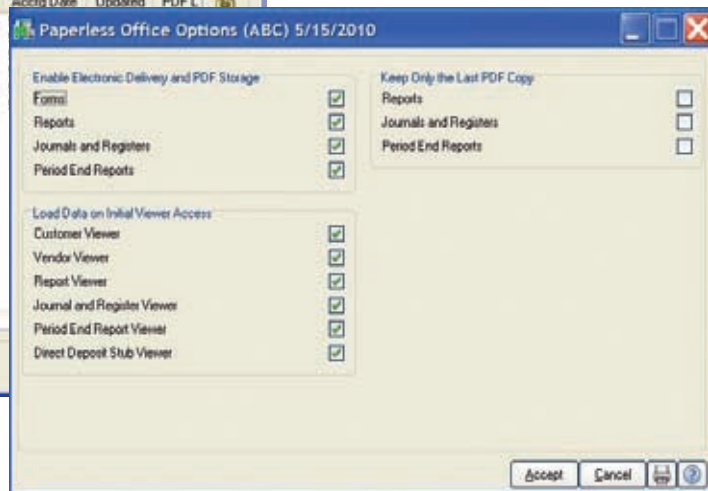 Acctg Date Updated PDF L
Paperless Office Options (ABC) 5/15/2010
Enable Electronic Delivery and PDF Storage
Forms
Reports
Journals and Registers
Period End Reports
Keep Only the Last PDF Copy
Reports
Journals and Registers
Period End Reports
Load Data on Initial Viewer Access
Customer Viewer
Vendor Viewer
Report Viewer
Journal and Register Viewer
Period End Report Viewer
Direct Deposit Stub Viewer
Accept Cancel